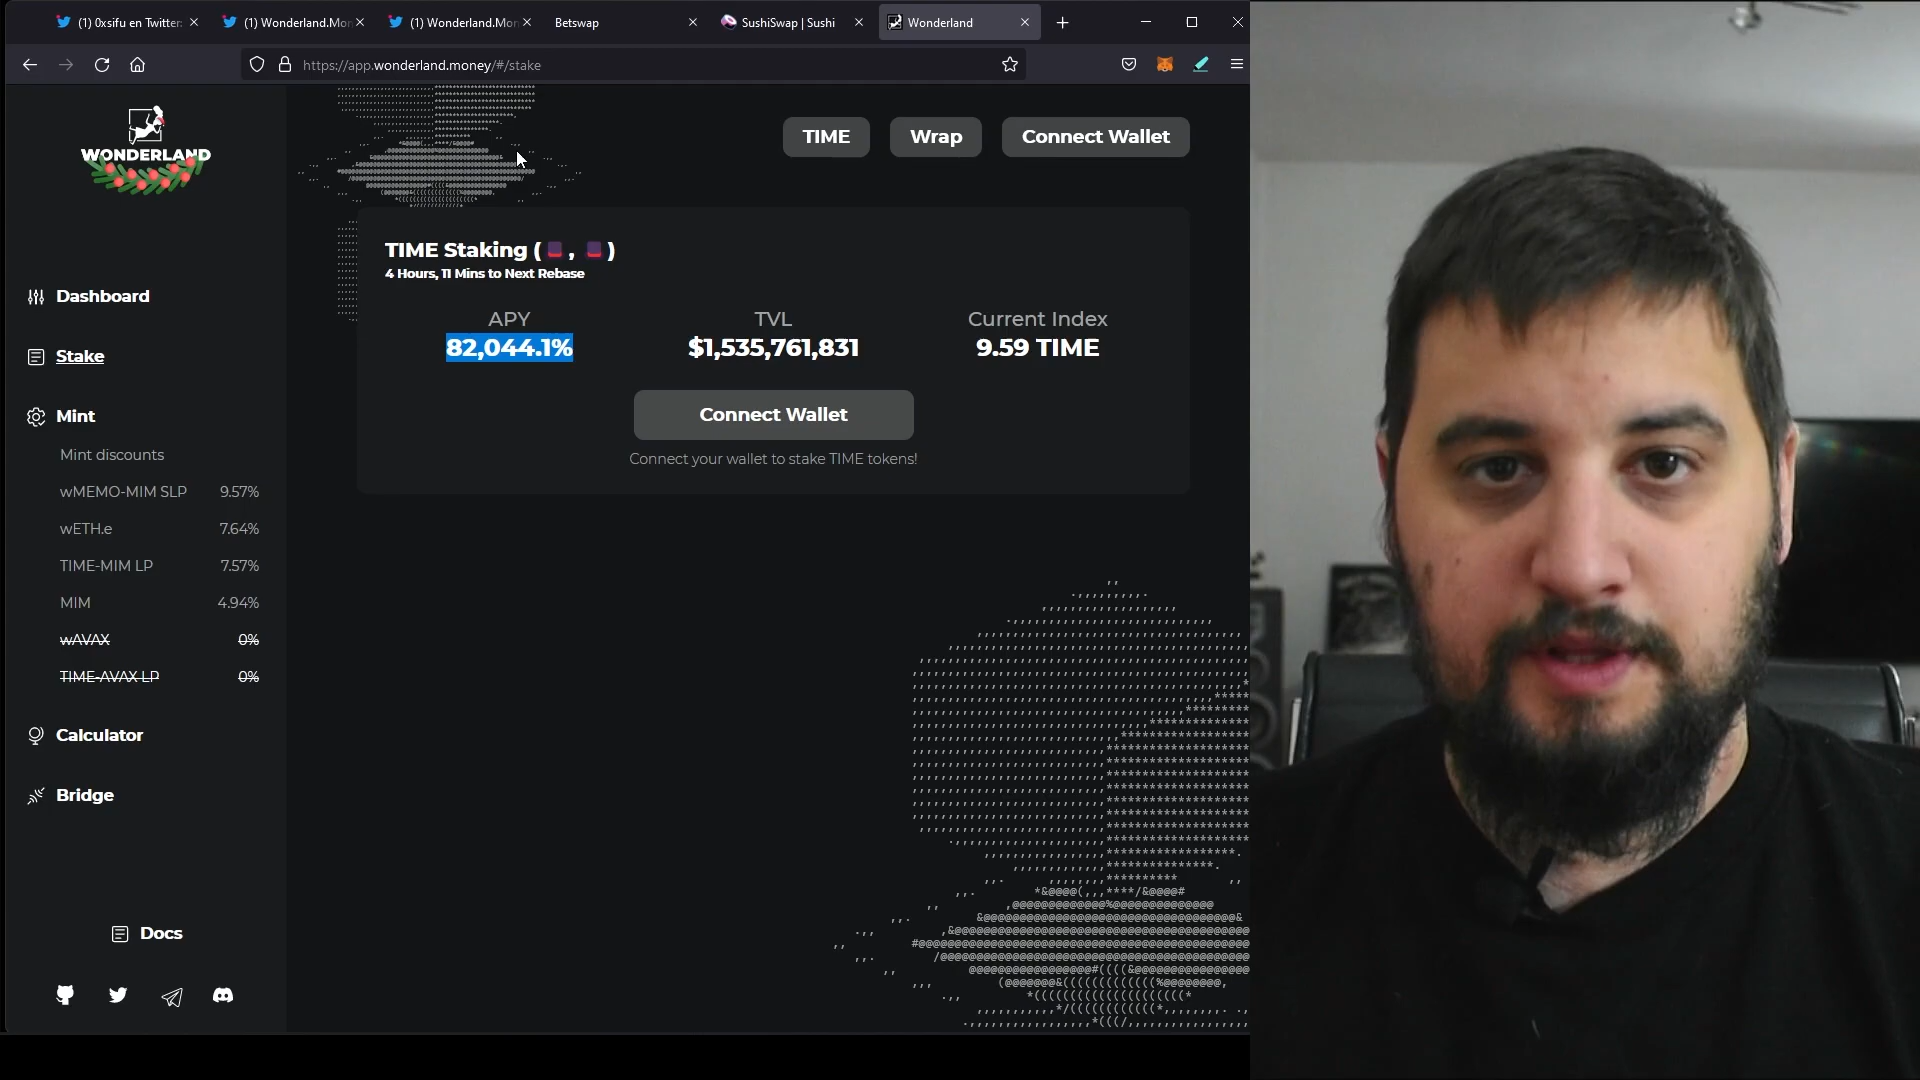 (1) 0xsifu en Twitter:
(1) Wonderland.Mon
(1) Wonderland.Mon
Betswap
SushiSwap | Sushi
Wonderland
https://app.wonderland.money/#/stake
WONDERLAND
TIME
Wrap
Connect Wallet
TIME Staking ( , )
4 Hours, 11 Mins to Next Rebase
APY
82,044.1%
TVL
$1,535,761,831
Current Index
9.59 TIME
Connect Wallet
Connect your wallet to stake TIME tokens!
Dashboard
Stake
Mint
Mint discounts
wMEMO-MIM SLP 9.57%
wETH.e 7.64%
TIME-MIM LP 7.57%
MIM 4.94%
wAVAX 0%
TIME-AVAX LP 0%
Calculator
Bridge
Docs